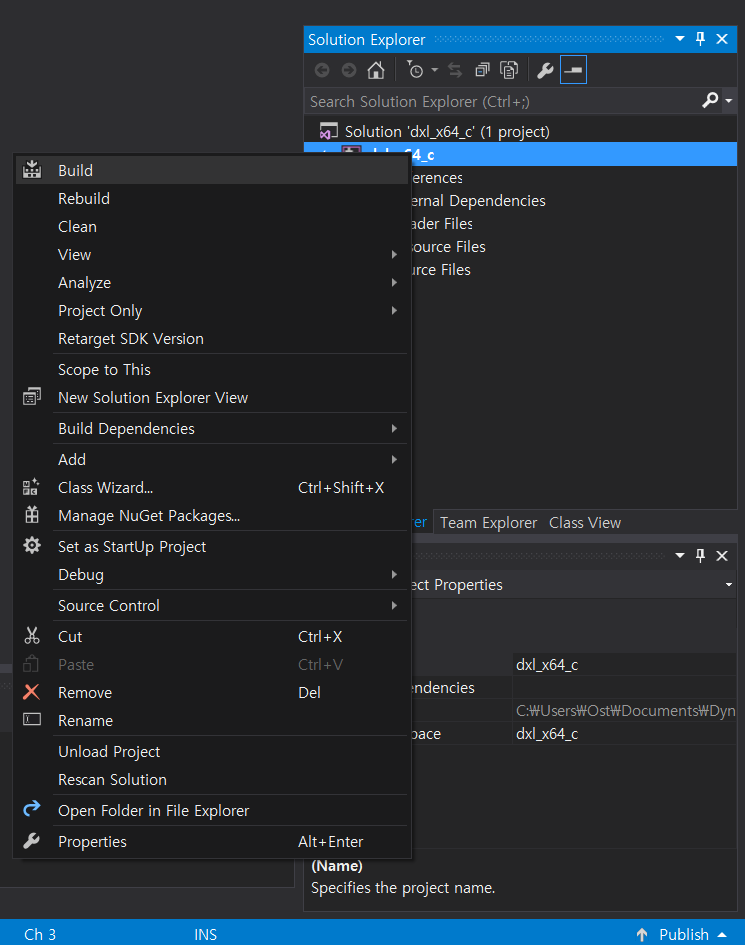 Solution Explorer
Search Solution Explorer (Ctrl+;)
Solution 'dxl_x64_c' (1 project)
64_c
erences
ernal Dependencies
ader Files
source Files
urce Files
Build
Rebuild
Clean
View
Analyze
Project Only
Retarget SDK Version
Scope to This
New Solution Explorer View
Build Dependencies
Add
Class Wizard... Ctrl+Shift+X
Manage NuGet Packages...
Set as StartUp Project
Debug
Source Control
Cut Ctrl+X
Paste Ctrl+V
Remove Del
Rename
Unload Project
Rescan Solution
Open Folder in File Explorer
Properties Alt+Enter
er Team Explorer Class View
ect Properties
dxl_x64_c
endencies
C:₩Users₩Ost₩Documents₩Dyn
pace dxl_x64_c
(Name)
Specifies the project name.
Ch 3 INS Publish